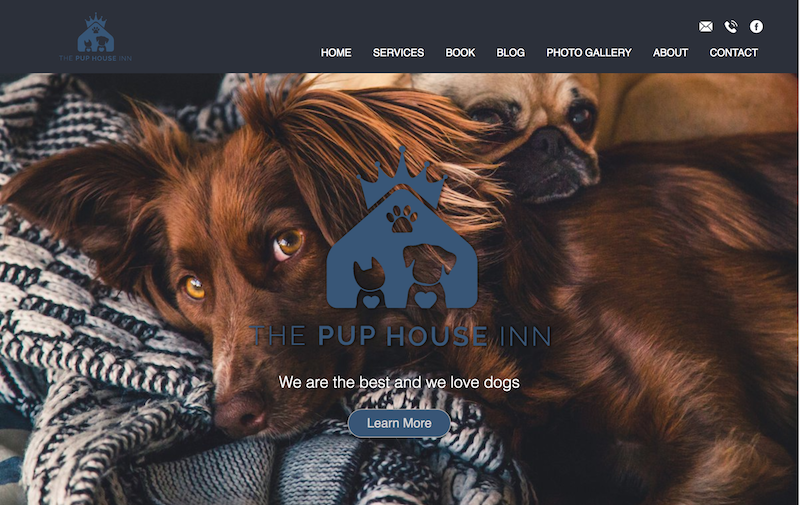 THE PUP HOUSE INN
HOME SERVICES BOOK BLOG PHOTO GALLERY ABOUT CONTACT
THE PUP HOUSE INN
We are the best and we love dogs
Learn More